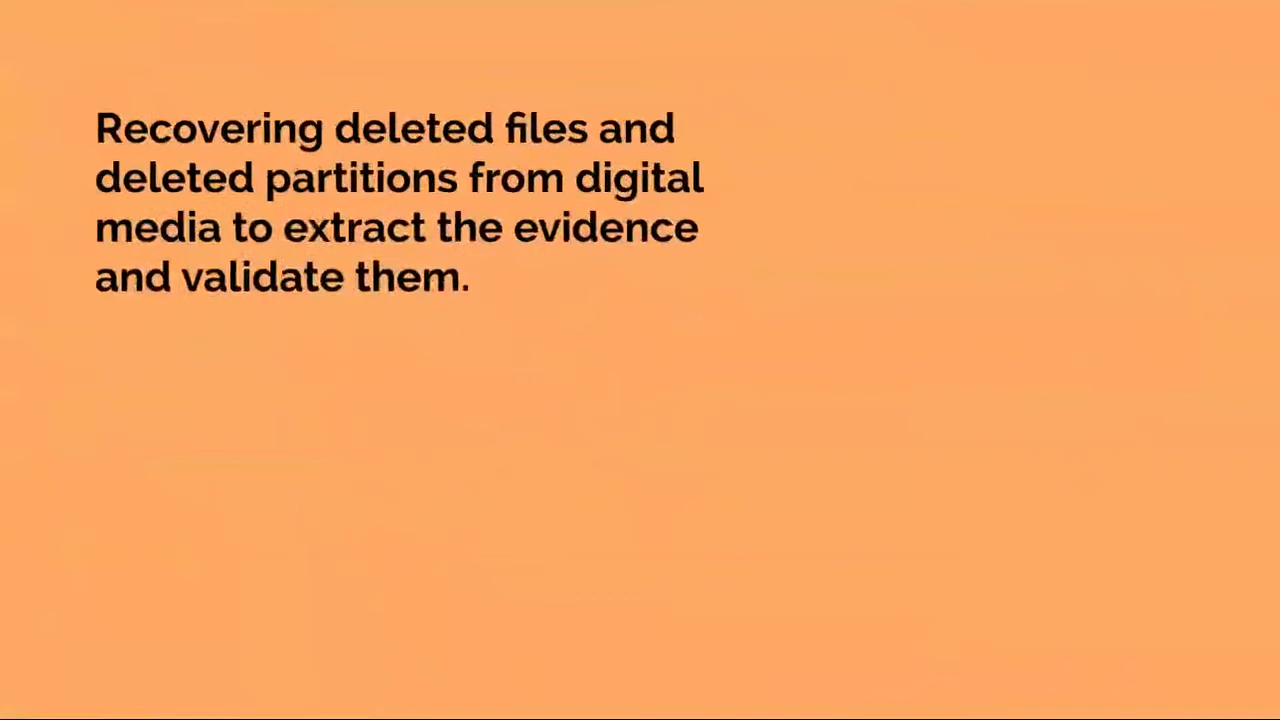 Recovering deleted files and
deleted partitions from digital
media to extract the evidence
and validate them.